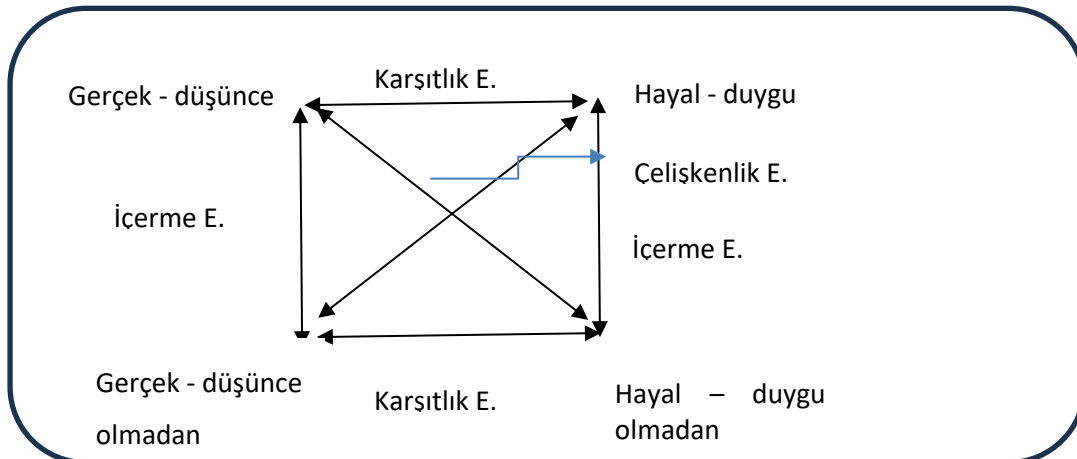 Karşıtlık E.
Gerçek - düşünce
Hayal - duygu
Çelişkenlik E.
İçerme E.
İçerme E.
Gerçek - düşünce
olmadan
Karşıtlık E.
Hayal – duygu
olmadan